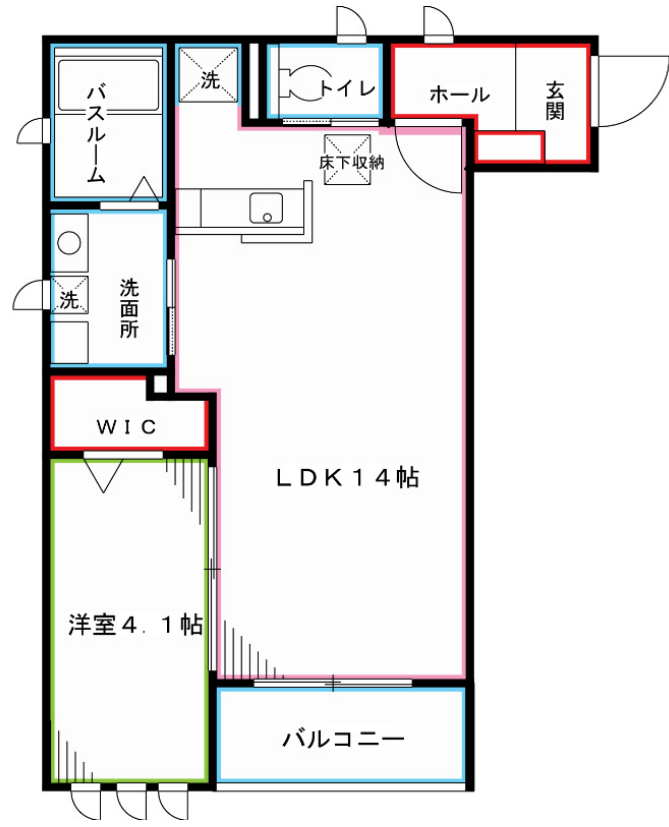 洗
トイレ
ホール
玄関
バスルーム
床下収納
洗
洗面所
WIC
LDK14帖
洋室4.1帖
バルコニー